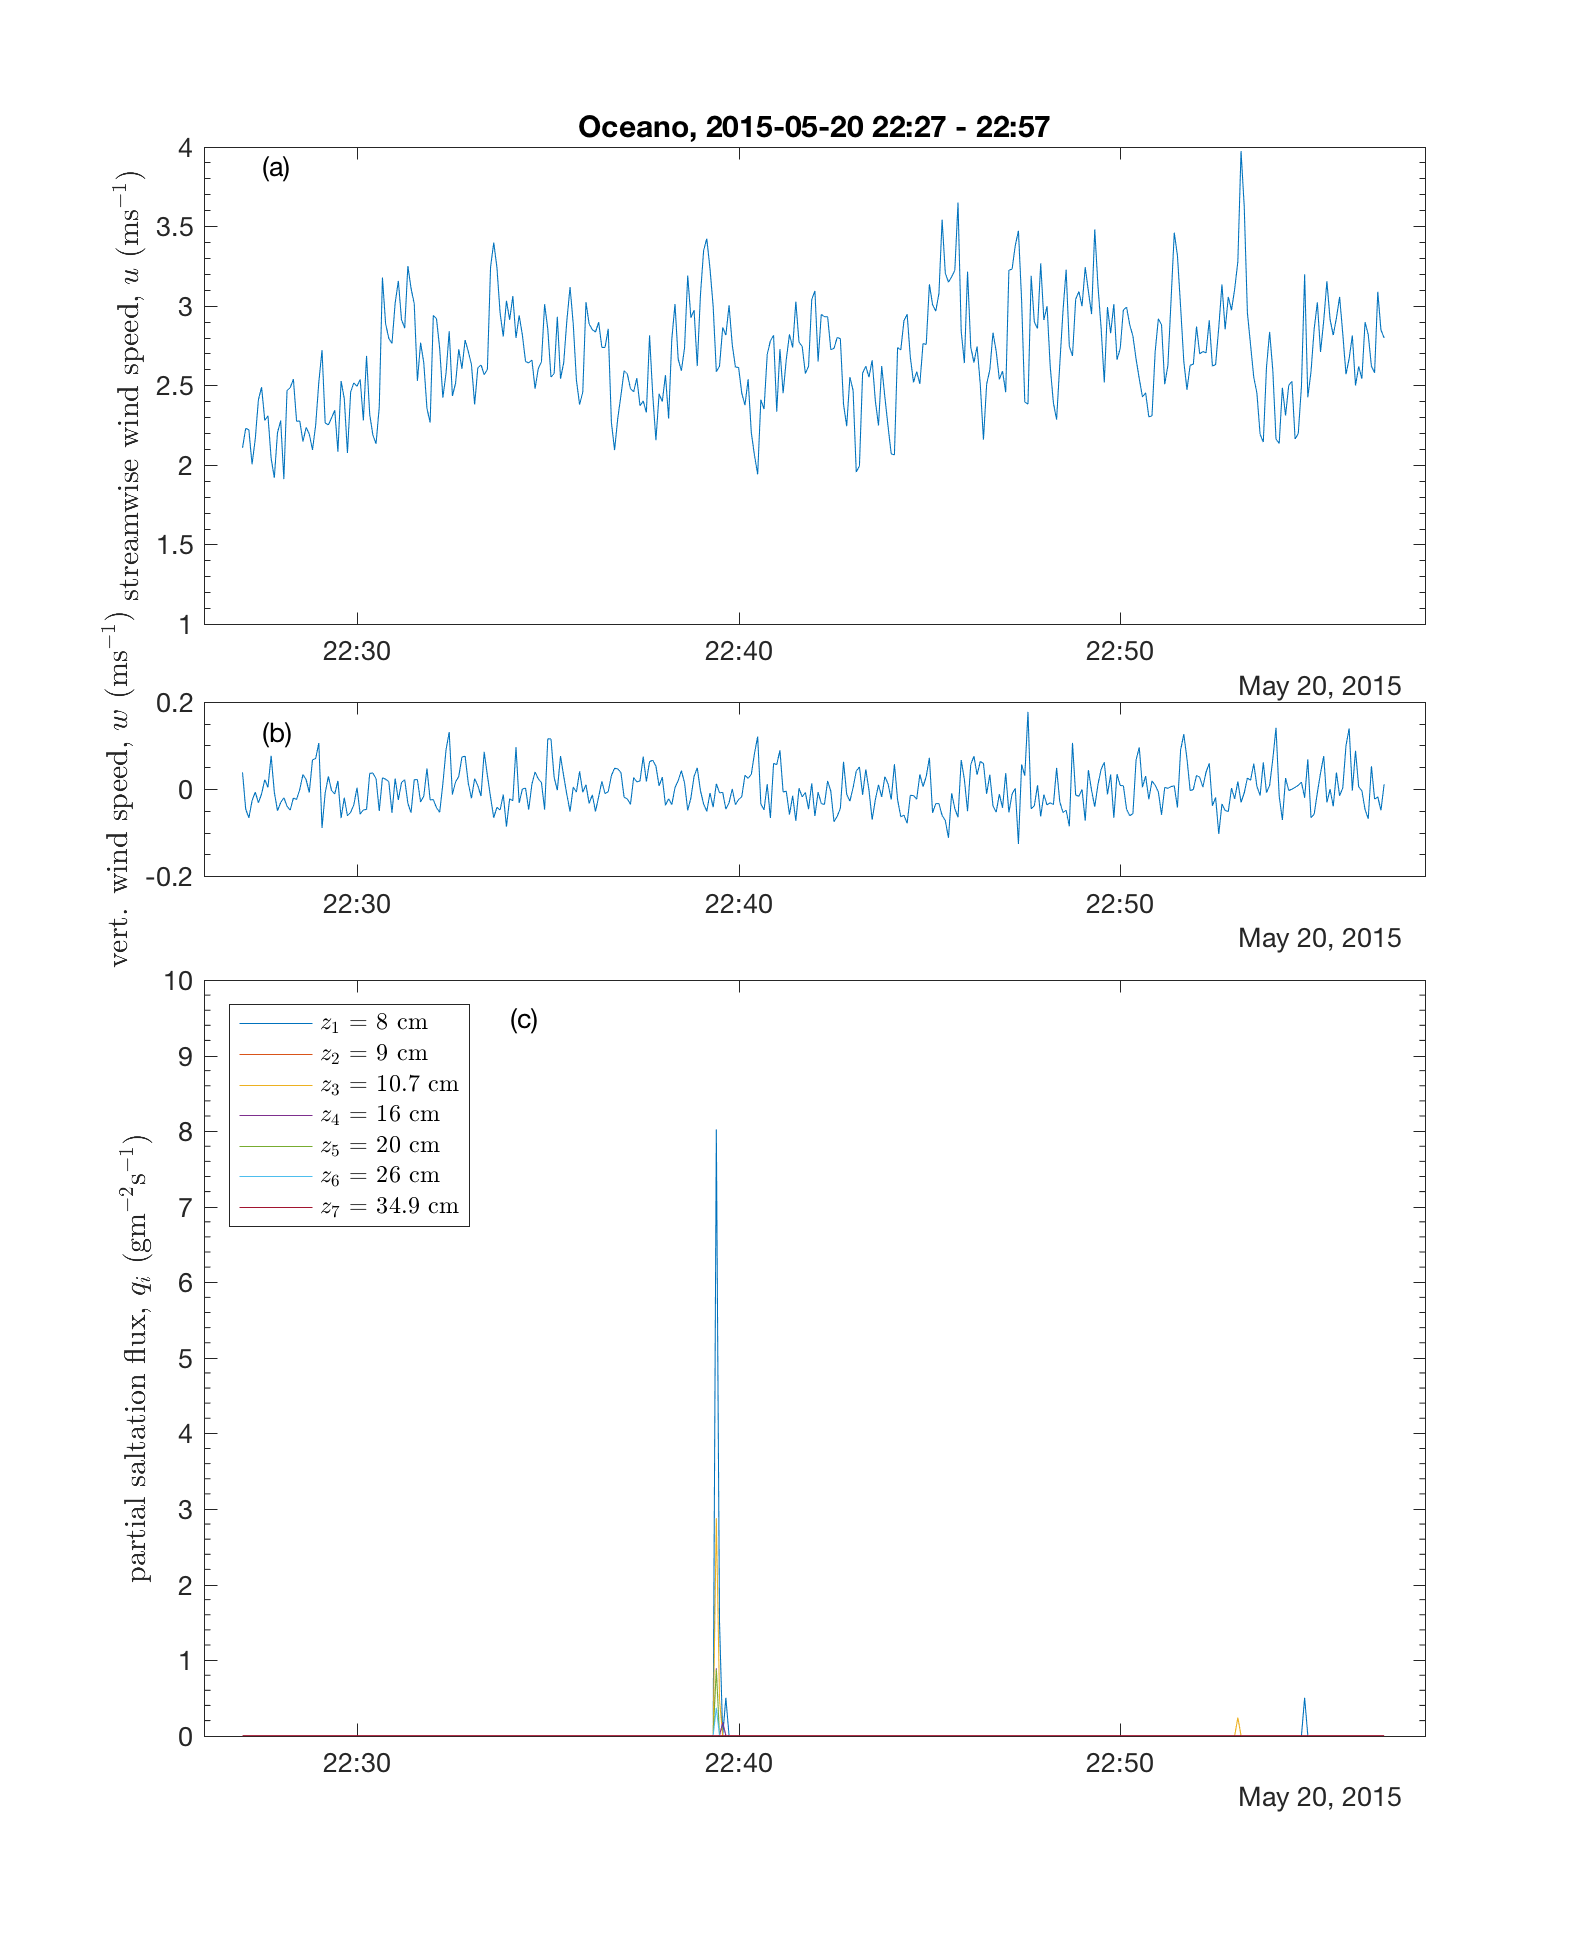 Oceano, 2015-05-20 22:27 - 22:57
(a)
streamwise wind speed, u (ms⁻¹)
4
3.5
3
2.5
2
1.5
1
22:30 22:40 22:50
May 20, 2015
(b)
vert. wind speed, w (ms⁻¹)
0.2
0
-0.2
22:30 22:40 22:50
May 20, 2015
(c)
partial saltation flux, qᵢ (gm⁻²s⁻¹)
10
9
8
7
6
5
4
3
2
1
0
z₁ = 8 cm
z₂ = 9 cm
z₃ = 10.7 cm
z₄ = 16 cm
z₅ = 20 cm
z₆ = 26 cm
z₇ = 34.9 cm
22:30 22:40 22:50
May 20, 2015